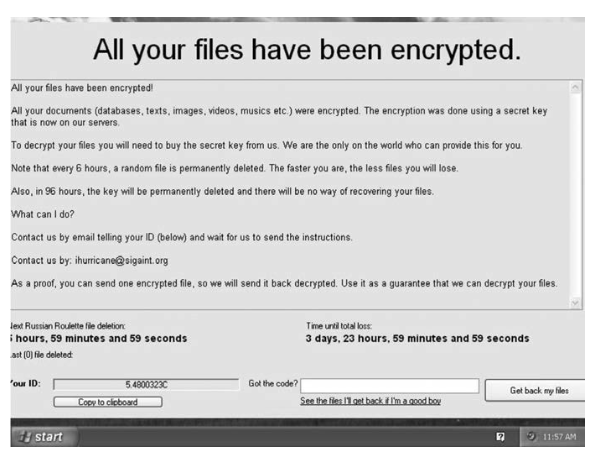 All your files have been encrypted.
All your files have been encrypted!
All your documents (databases, texts, images, videos, musics etc.) were encrypted. The encryption was done using a secret key
that is now on our servers.
To decrypt your files you will need to buy the secret key from us. We are the only on the world who can provide this for you.
Note that every 6 hours, a random file is permanently deleted. The faster you are, the less files you will lose.
Also, in 96 hours, the key will be permanently deleted and there will be no way of recovering your files.
What can I do?
Contact us by email telling your ID (below) and wait for us to send the instructions.
Contact us by: ihurricane@sigaint.org
As a proof, you can send one encrypted file, so we will send it back decrypted. Use it as a guarantee that we can decrypt your files.
Next Russian Roulette file deletion:
5 hours, 59 minutes and 59 seconds
Last (0) file deleted:
Time until total loss:
3 days, 23 hours, 59 minutes and 59 seconds
Your ID: 5.4800323C
Copy to clipboard
Got the code?
See the files I'll get back if I'm a good boy
Get back my files
start
11:57 AM